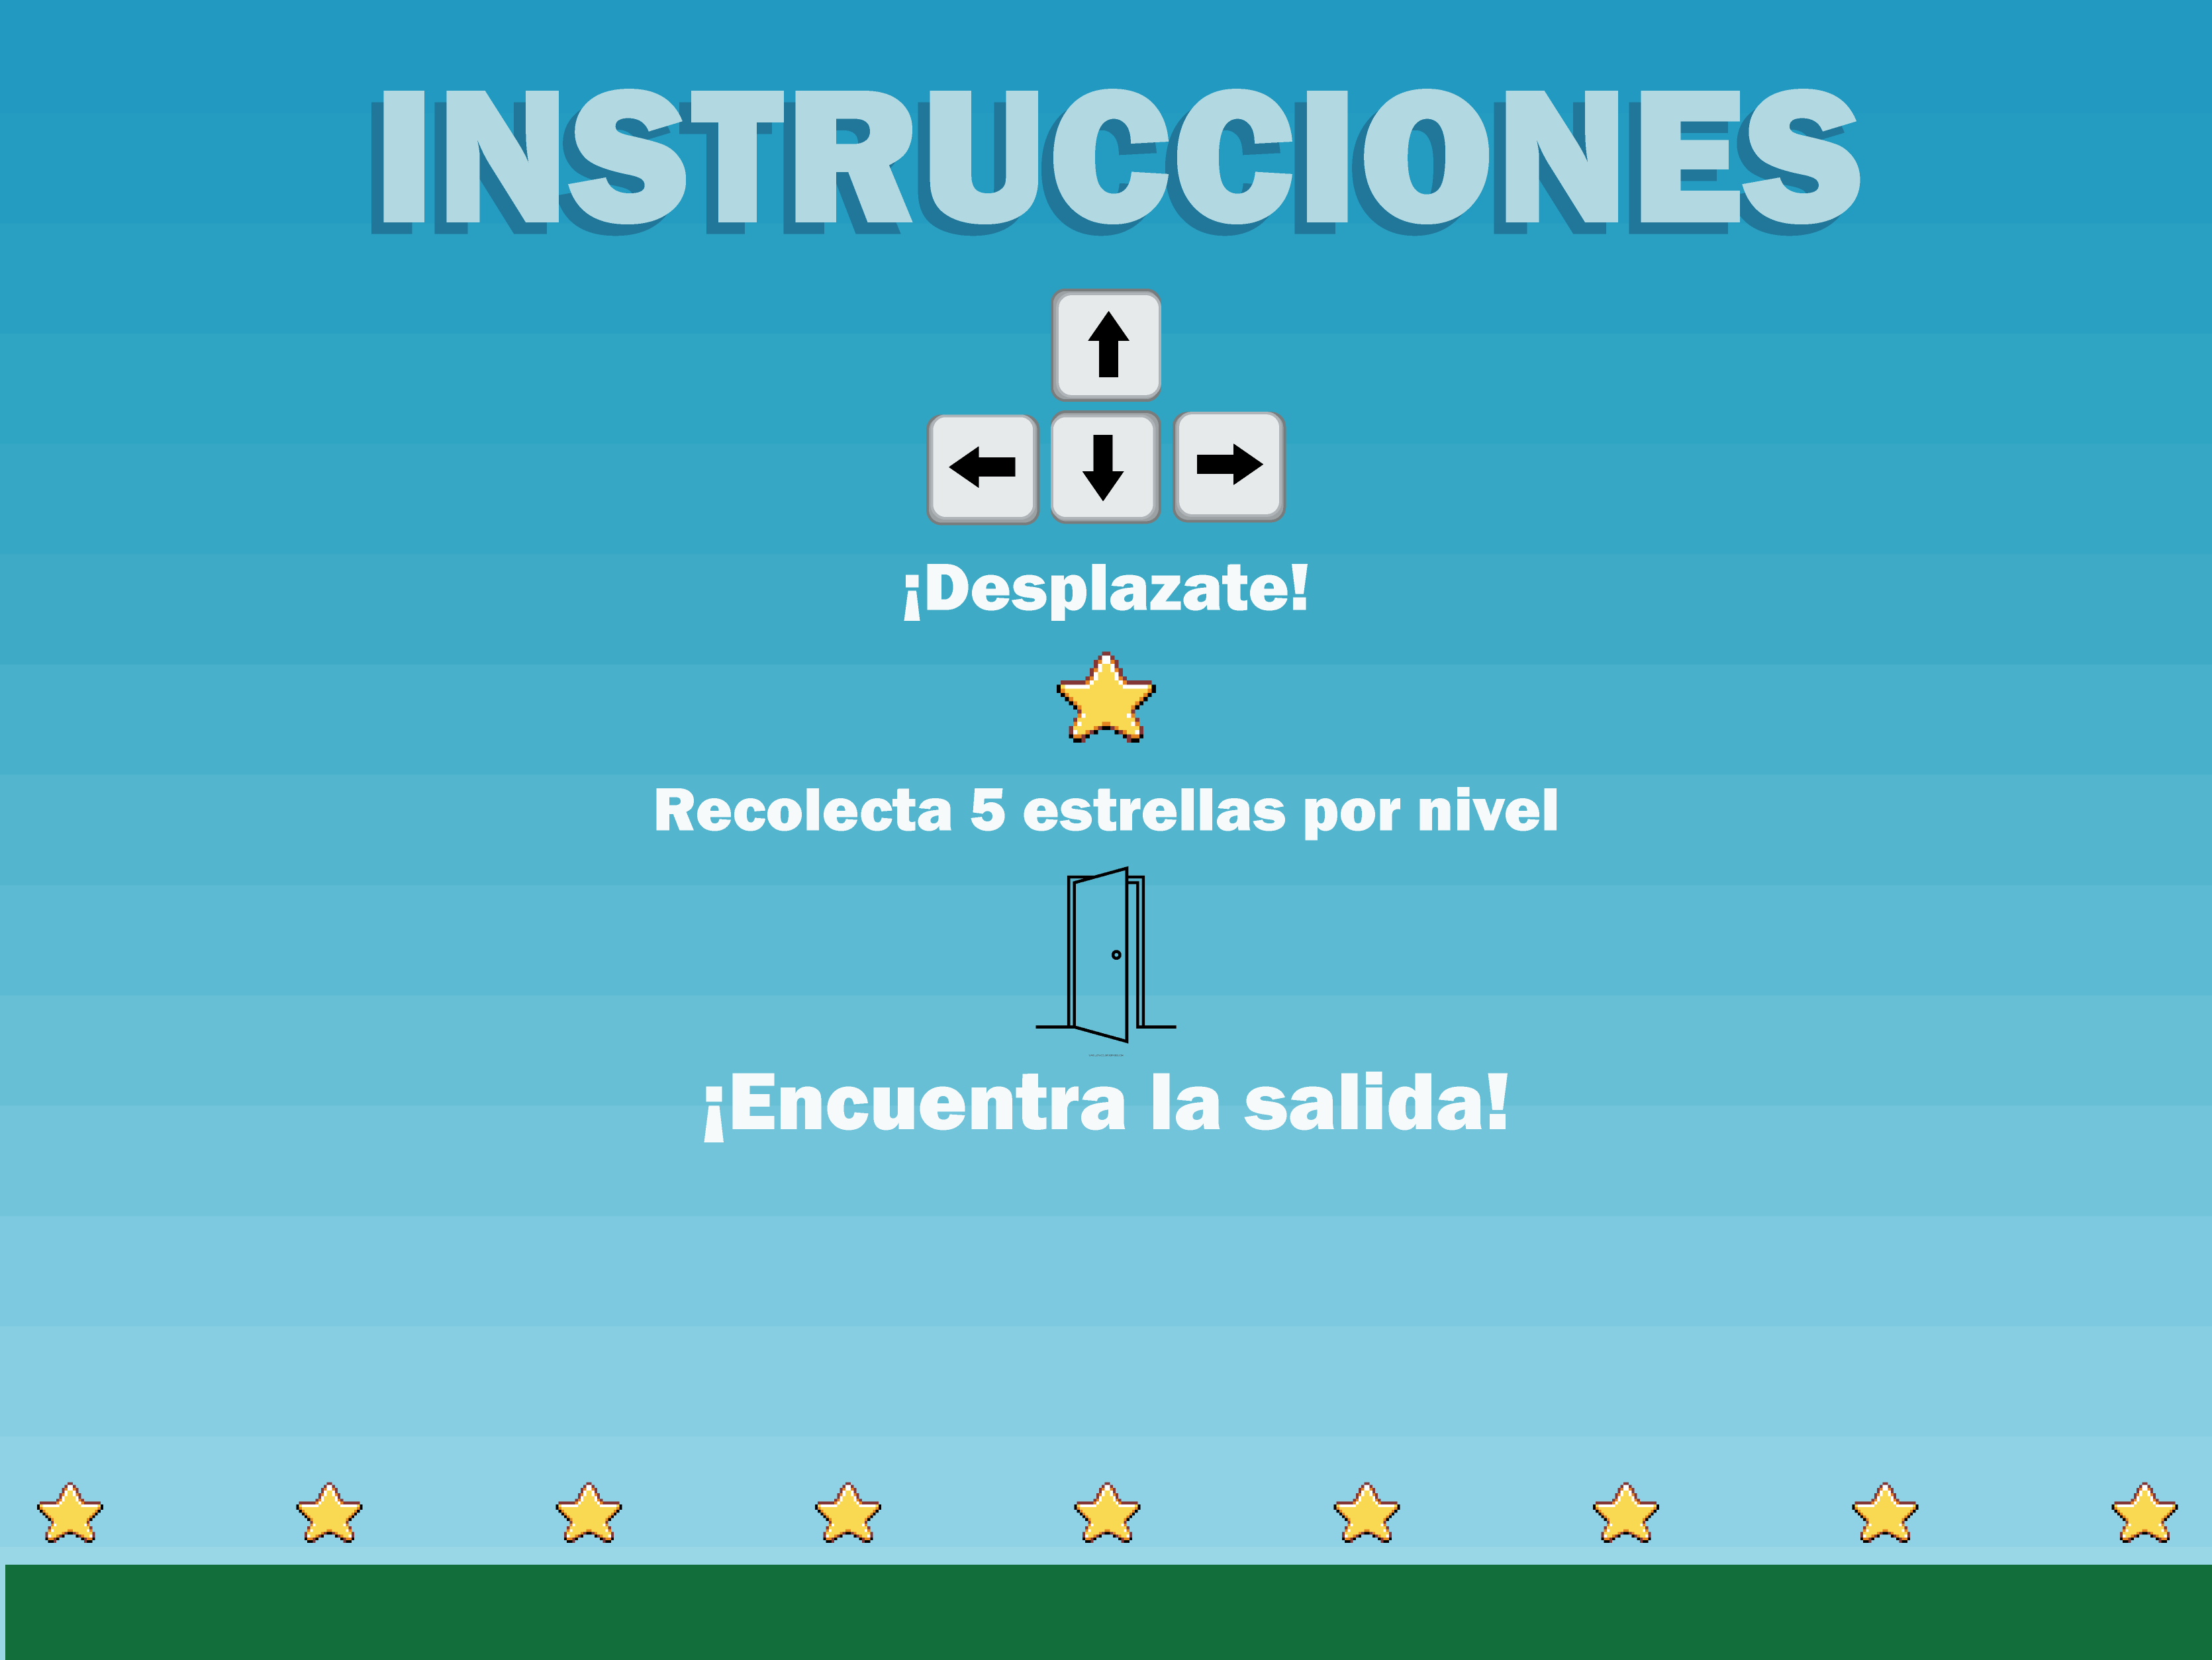 INSTRUCCIONES
¡Desplazate!
Recolecta 5 estrellas por nivel
¡Encuentra la salida!